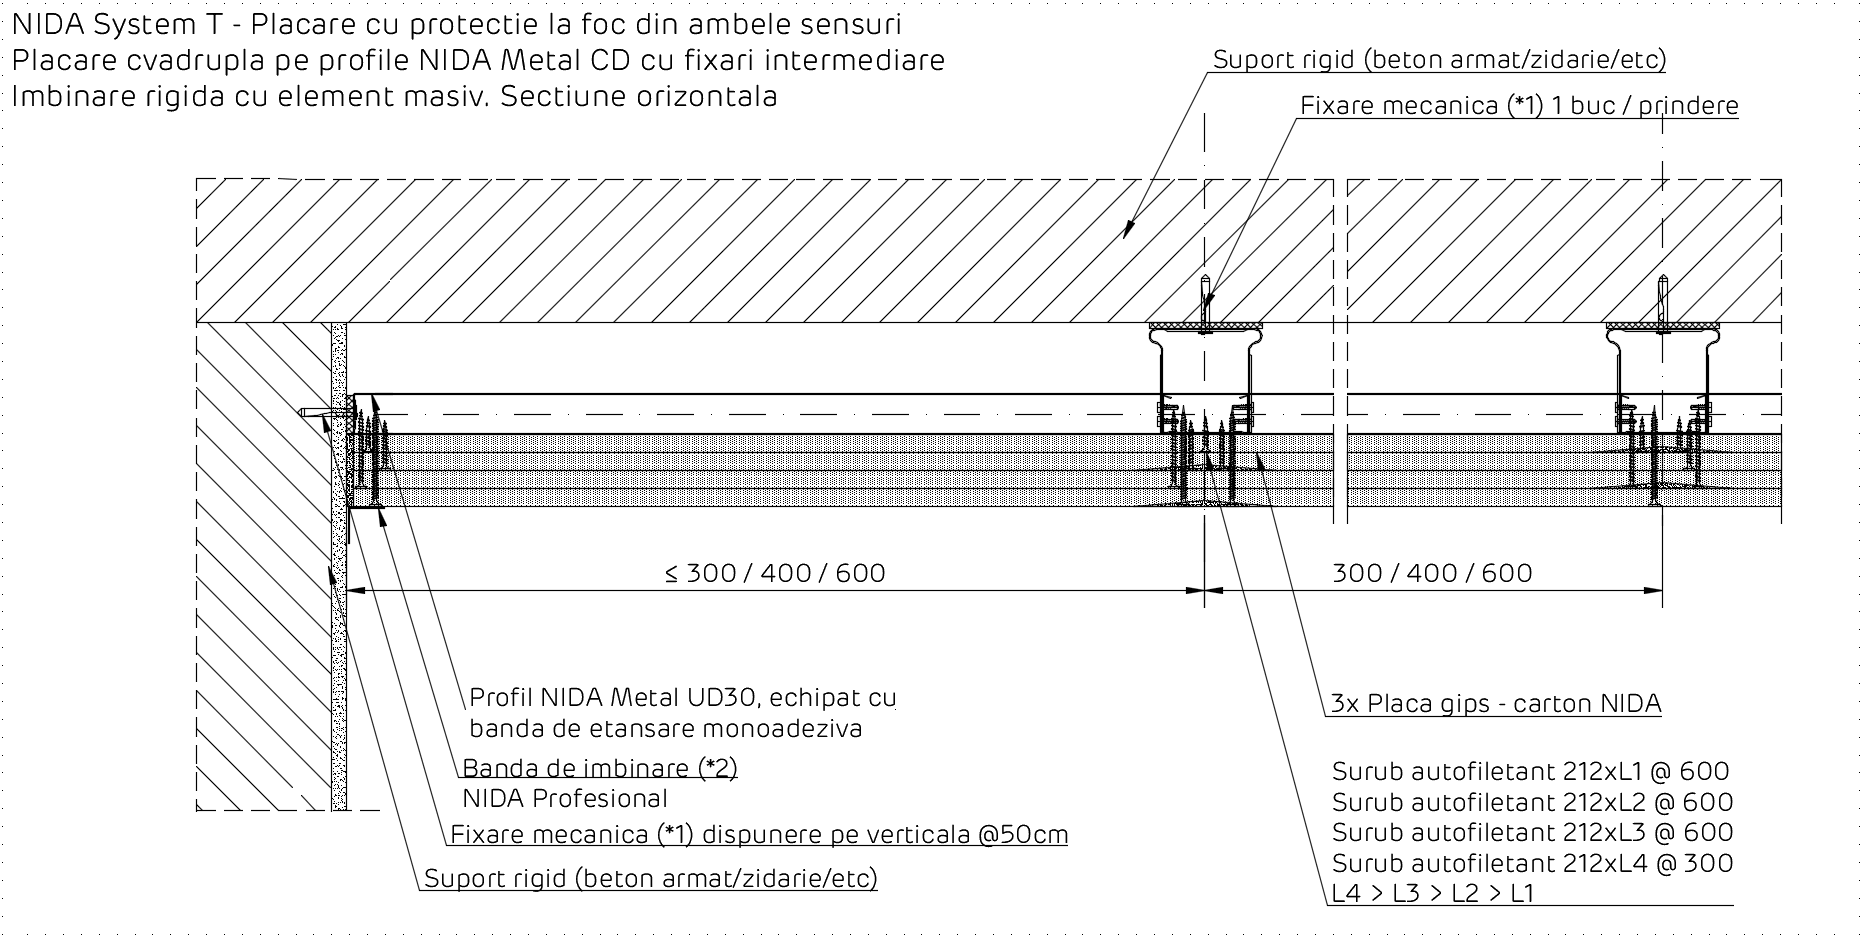 NIDA System T - Placare cu protectie la foc din ambele sensuri
Placare cvadrupla pe profile NIDA Metal CD cu fixari intermediare
Imbinare rigida cu element masiv. Sectiune orizontala
Suport rigid (beton armat/zidarie/etc)
Fixare mecanica (*1) 1 buc / prindere
≤ 300 / 400 / 600
300 / 400 / 600
Profil NIDA Metal UD30, echipat cu
banda de etansare monoadeziva
Banda de imbinare (*2)
NIDA Profesional
Fixare mecanica (*1) dispunere pe verticala @50cm
Suport rigid (beton armat/zidarie/etc)
3x Placa gips - carton NIDA
Surub autofiletant 212xL1 @ 600
Surub autofiletant 212xL2 @ 600
Surub autofiletant 212xL3 @ 600
Surub autofiletant 212xL4 @ 300
L4 > L3 > L2 > L1